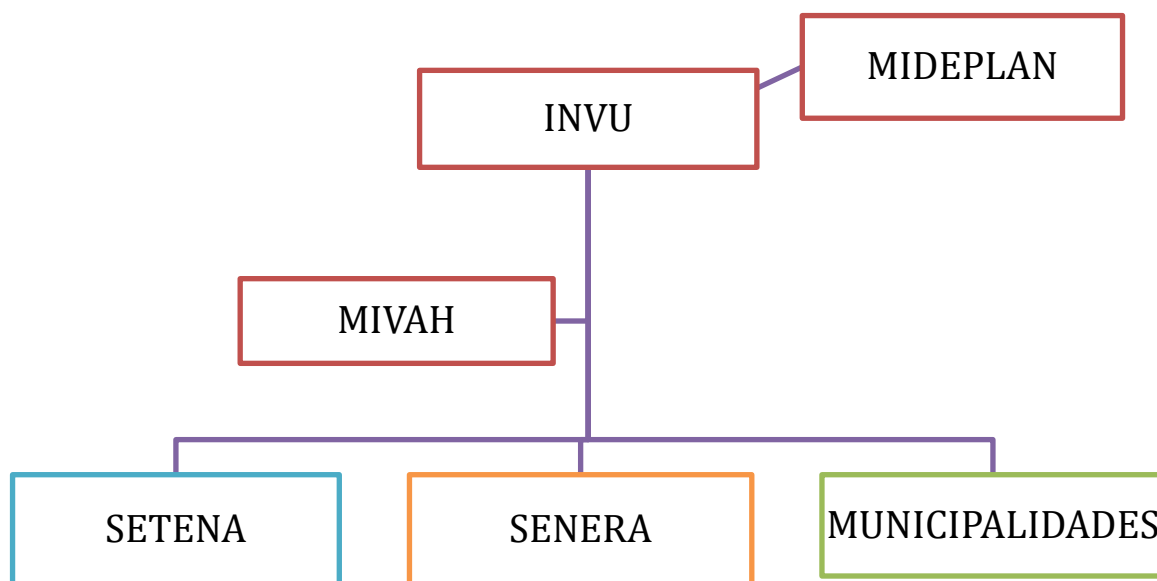 MIDEPLAN
INVU
MIVAH
SETENA
SENERA
MUNICIPALIDADES